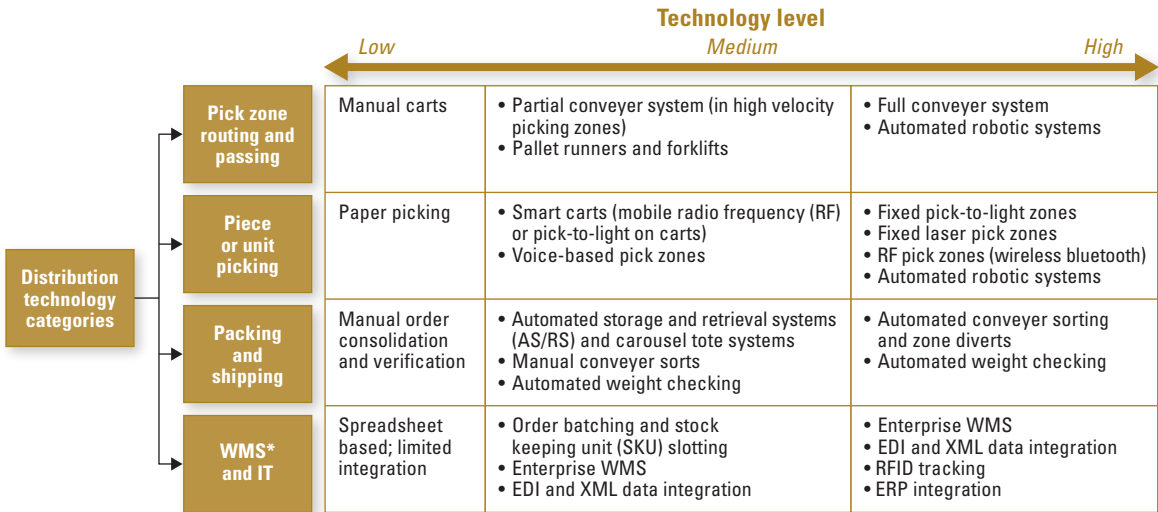 Technology level
Low Medium High
Distribution
technology
categories
Pick zone
routing and
passing
Manual carts
• Partial conveyer system (in high velocity
picking zones)
• Pallet runners and forklifts
• Full conveyer system
• Automated robotic systems
Piece
or unit
picking
Paper picking
• Smart carts (mobile radio frequency (RF)
or pick-to-light on carts)
• Voice-based pick zones
• Fixed pick-to-light zones
• Fixed laser pick zones
• RF pick zones (wireless bluetooth)
• Automated robotic systems
Packing
and
shipping
Manual order
consolidation
and verification
• Automated storage and retrieval systems
(AS/RS) and carousel tote systems
• Manual conveyer sorts
• Automated weight checking
• Automated conveyer sorting
and zone diverts
• Automated weight checking
WMS*
and IT
Spreadsheet
based; limited
integration
• Order batching and stock
keeping unit (SKU) slotting
• Enterprise WMS
• EDI and XML data integration
• Enterprise WMS
• EDI and XML data integration
• RFID tracking
• ERP integration